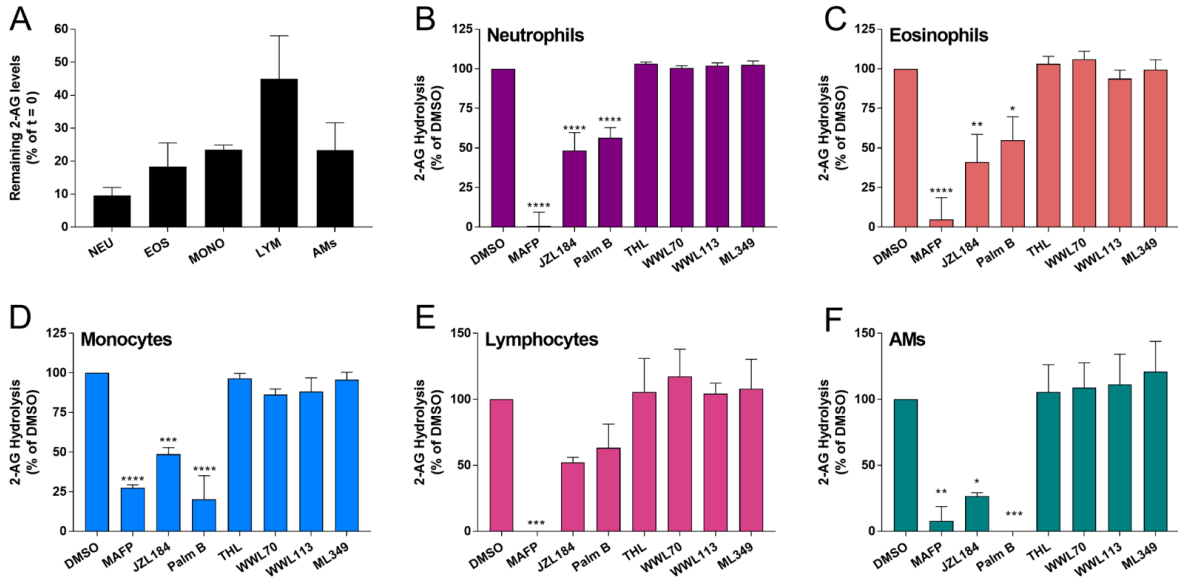 A
Remaining 2-AG levels
(% of t = 0)
60
50
40
30
20
10
0
NEU
EOS
MONO
LYM
AMs
B
Neutrophils
2-AG Hydrolysis
(% of DMSO)
125
100
75
50
25
0
****
****
****
DMSO
MAFP
JZL184
Palm B
THL
WWL70
WWL113
ML349
C
Eosinophils
2-AG Hydrolysis
(% of DMSO)
125
100
75
50
25
0
****
**
*
DMSO
MAFP
JZL184
Palm B
THL
WWL70
WWL113
ML349
D
Monocytes
2-AG Hydrolysis
(% of DMSO)
125
100
75
50
25
0
****
***
****
DMSO
MAFP
JZL184
Palm B
THL
WWL70
WWL113
ML349
E
Lymphocytes
2-AG Hydrolysis
(% of DMSO)
150
100
50
0
***
DMSO
MAFP
JZL184
Palm B
THL
WWL70
WWL113
ML349
F
AMs
2-AG Hydrolysis
(% of DMSO)
150
100
50
0
**
*
***
DMSO
MAFP
JZL184
Palm B
THL
WWL70
WWL113
ML349